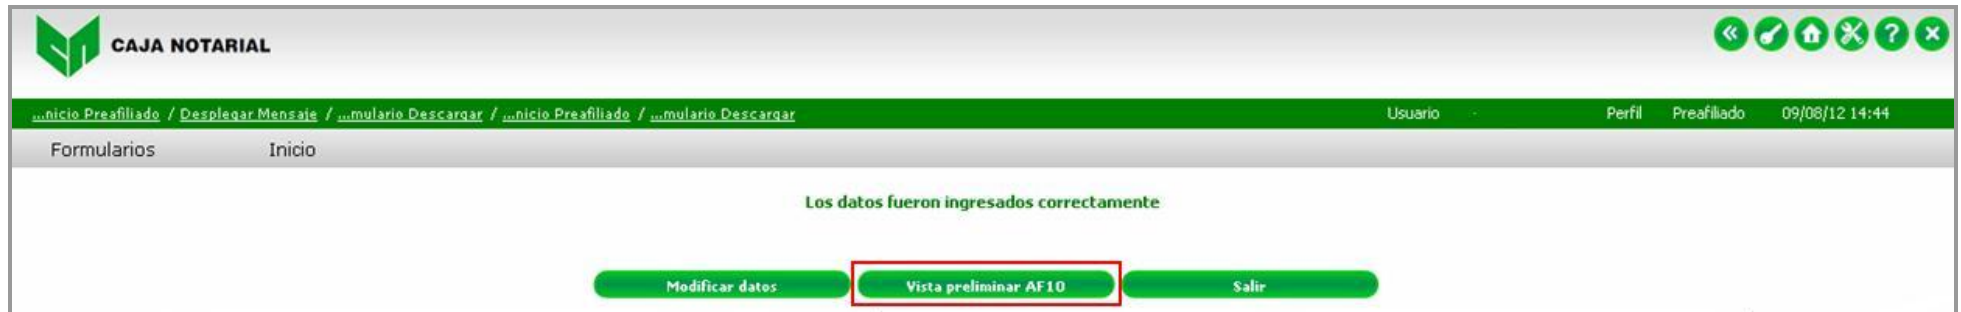 CAJA NOTARIAL
...nicio Preafiliado / Desplegar Mensaje / ...mulario Descargar / ...nicio Preafiliado / ...mulario Descargar Usuario Perfil Preafiliado 09/08/12 14:44
Formularios Inicio
Los datos fueron ingresados correctamente
Modificar datos Vista preliminar AF10 Salir